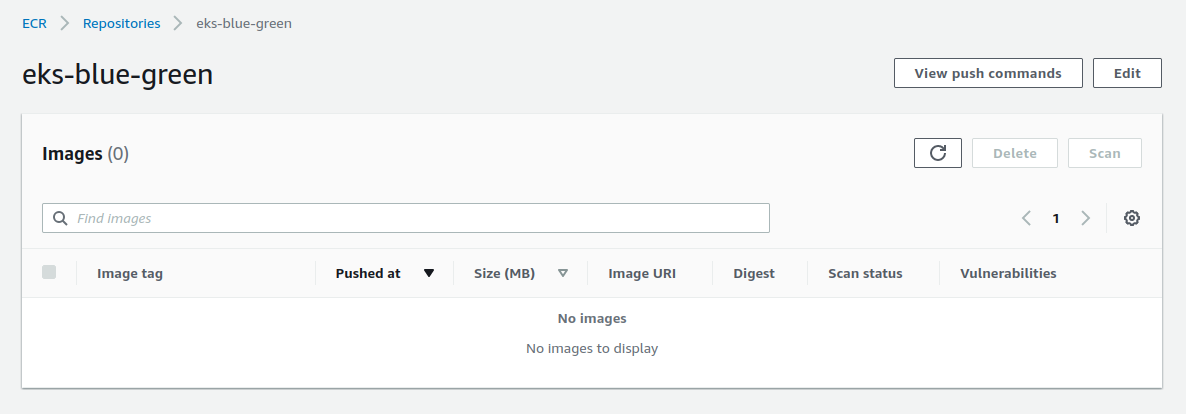 ECR > Repositories > eks-blue-green
eks-blue-green View push commands Edit
Images (0) Delete Scan
Find images 1
Image tag Pushed at Size (MB) Image URI Digest Scan status Vulnerabilities
No images
No images to display